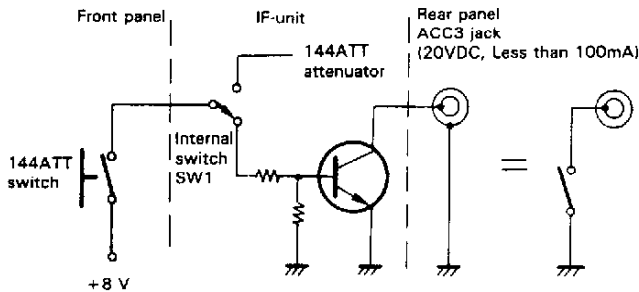 Front panel
IF-unit
Rear panel
ACC3 jack
(20VDC, Less than 100mA)
144ATT
attenuator
Internal
switch
SW1
144ATT
switch
+8 V